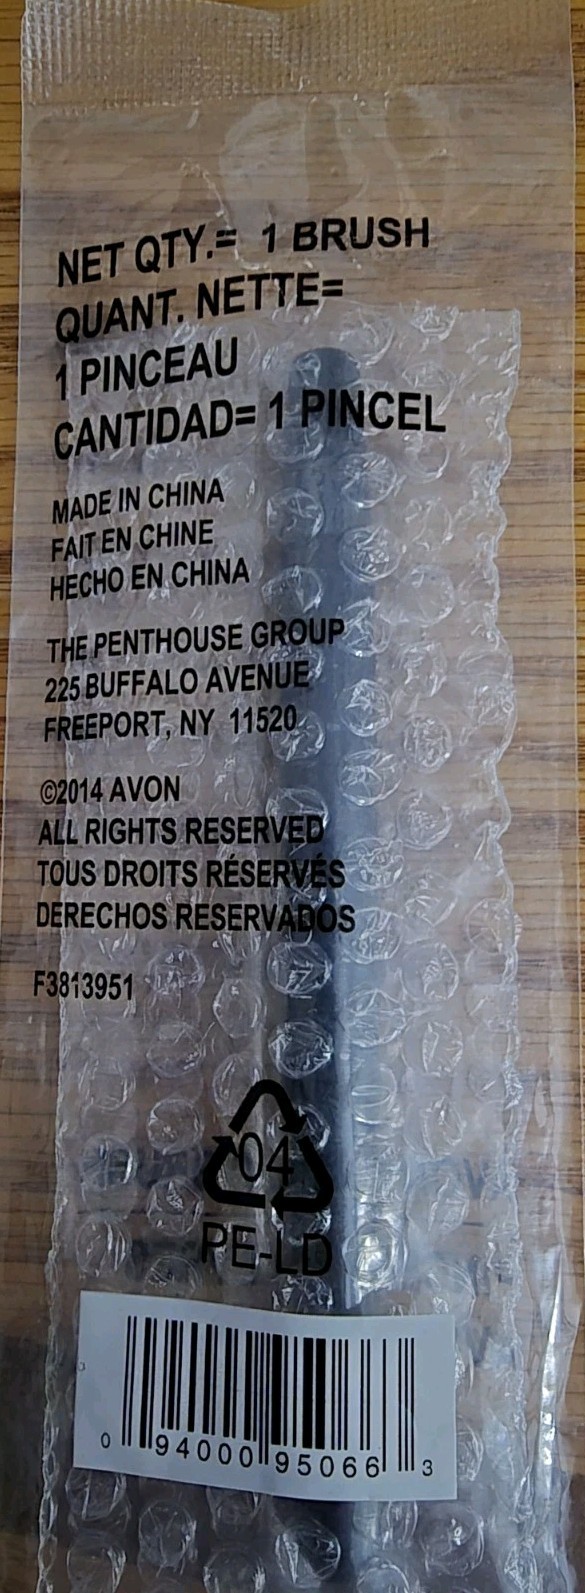 NET QTY.= 1 BRUSH
QUANT. NETTE=
1 PINCEAU
CANTIDAD= 1 PINCEL
MADE IN CHINA
FAIT EN CHINE
HECHO EN CHINA
THE PENTHOUSE GROUP
225 BUFFALO AVENUE
FREEPORT, NY 11520
©2014 AVON
ALL RIGHTS RESERVED
TOUS DROITS RÉSERVÉS
DERECHOS RESERVADOS
F3813951
04
PE-LD
0 94000 95066 3